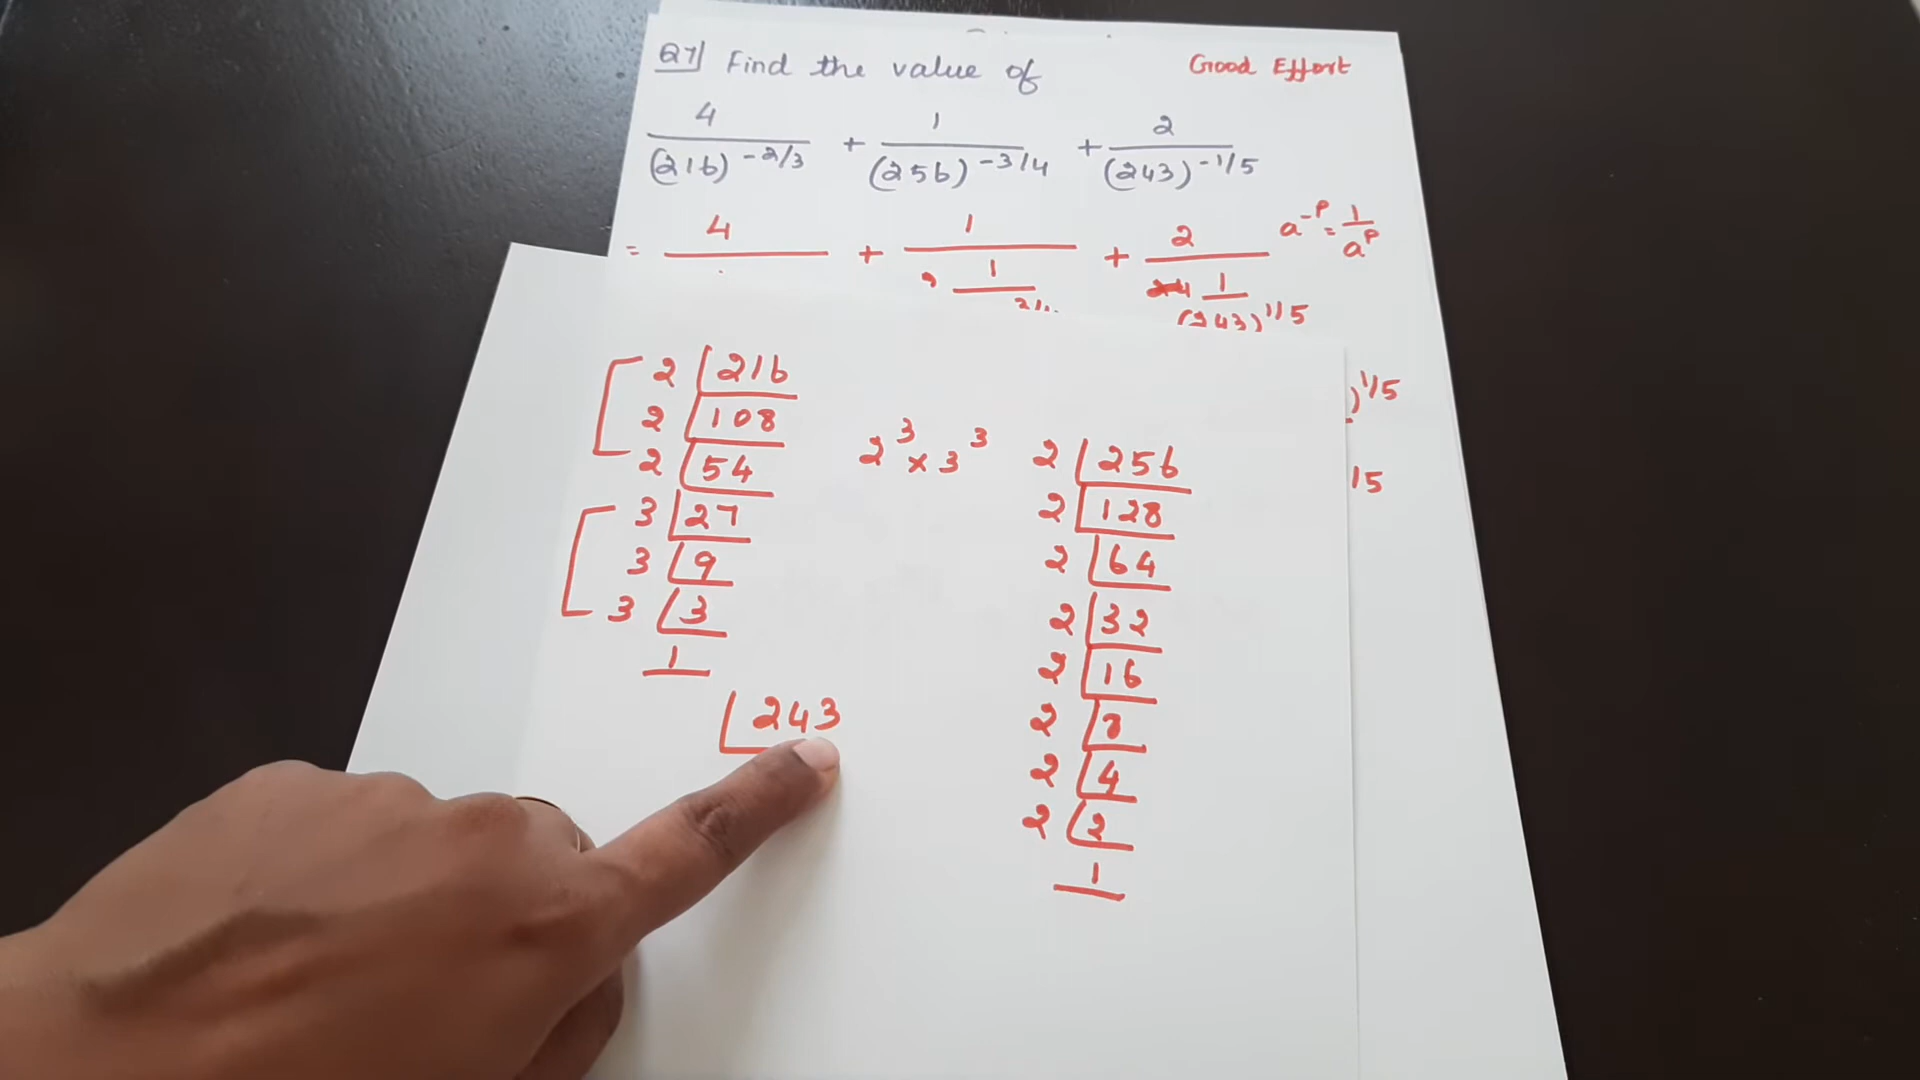 Q7] Find the value of
Good Effort
4/(216)^-2/3 + 1/(256)^-3/4 + 2/(243)^-1/5
= 4/ + 1/ 1/ + 2/ 1/(243)^1/5
a^-p = 1/a^p
)^1/5
15
2 | 216
2 | 108
2 | 54
3 | 27
3 | 9
3 | 3
1
2^3 × 3^3
2 | 256
2 | 128
2 | 64
2 | 32
2 | 16
2 | 8
2 | 4
2 | 2
1
243